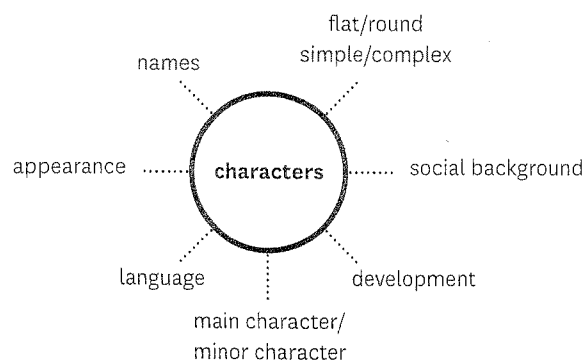 flat/round
simple/complex
names
appearance
characters
social background
language
development
main character/
minor character